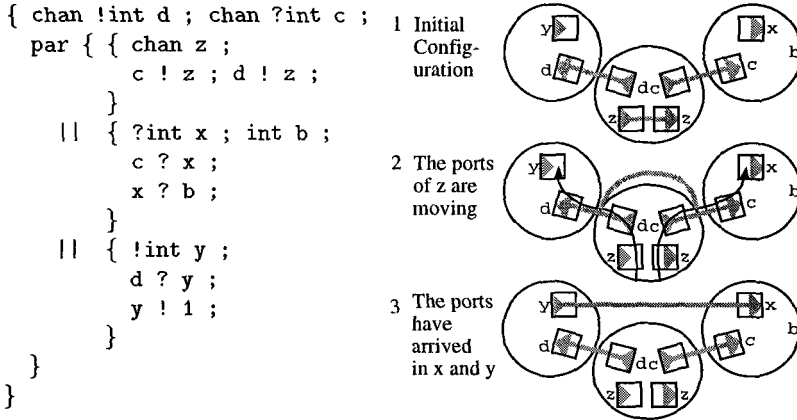 { chan !int d ; chan ?int c ;
par { { chan z ;
c ! z ; d ! z ;
}
|| { ?int x ; int b ;
c ? x ;
x ? b ;
}
|| { !int y ;
d ? y ;
y ! 1 ;
}
}
}
1 Initial
Config-
uration
y
d
dc
z
z
x
b
c
2 The ports
of z are
moving
y
d
dc
z
z
x
b
c
3 The ports
have
arrived
in x and y
y
d
dc
z
z
x
b
c